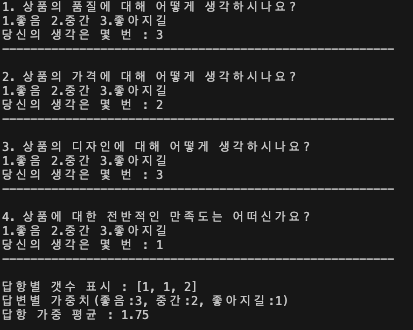 1. 상품의 품질에 대해 어떻게 생각하시나요?
1.좋음 2.중간 3.좋아지길
당신의 생각은 몇 번 : 3
────────────────────────────────
2. 상품의 가격에 대해 어떻게 생각하시나요?
1.좋음 2.중간 3.좋아지길
당신의 생각은 몇 번 : 2
────────────────────────────────
3. 상품의 디자인에 대해 어떻게 생각하시나요?
1.좋음 2.중간 3.좋아지길
당신의 생각은 몇 번 : 3
────────────────────────────────
4. 상품에 대한 전반적인 만족도는 어떠신가요?
1.좋음 2.중간 3.좋아지길
당신의 생각은 몇 번 : 1
────────────────────────────────
답항별 갯수 표시 : [1, 1, 2]
답변별 가중치(좋음:3, 중간:2, 좋아지길:1)
답항 가중 평균 : 1.75